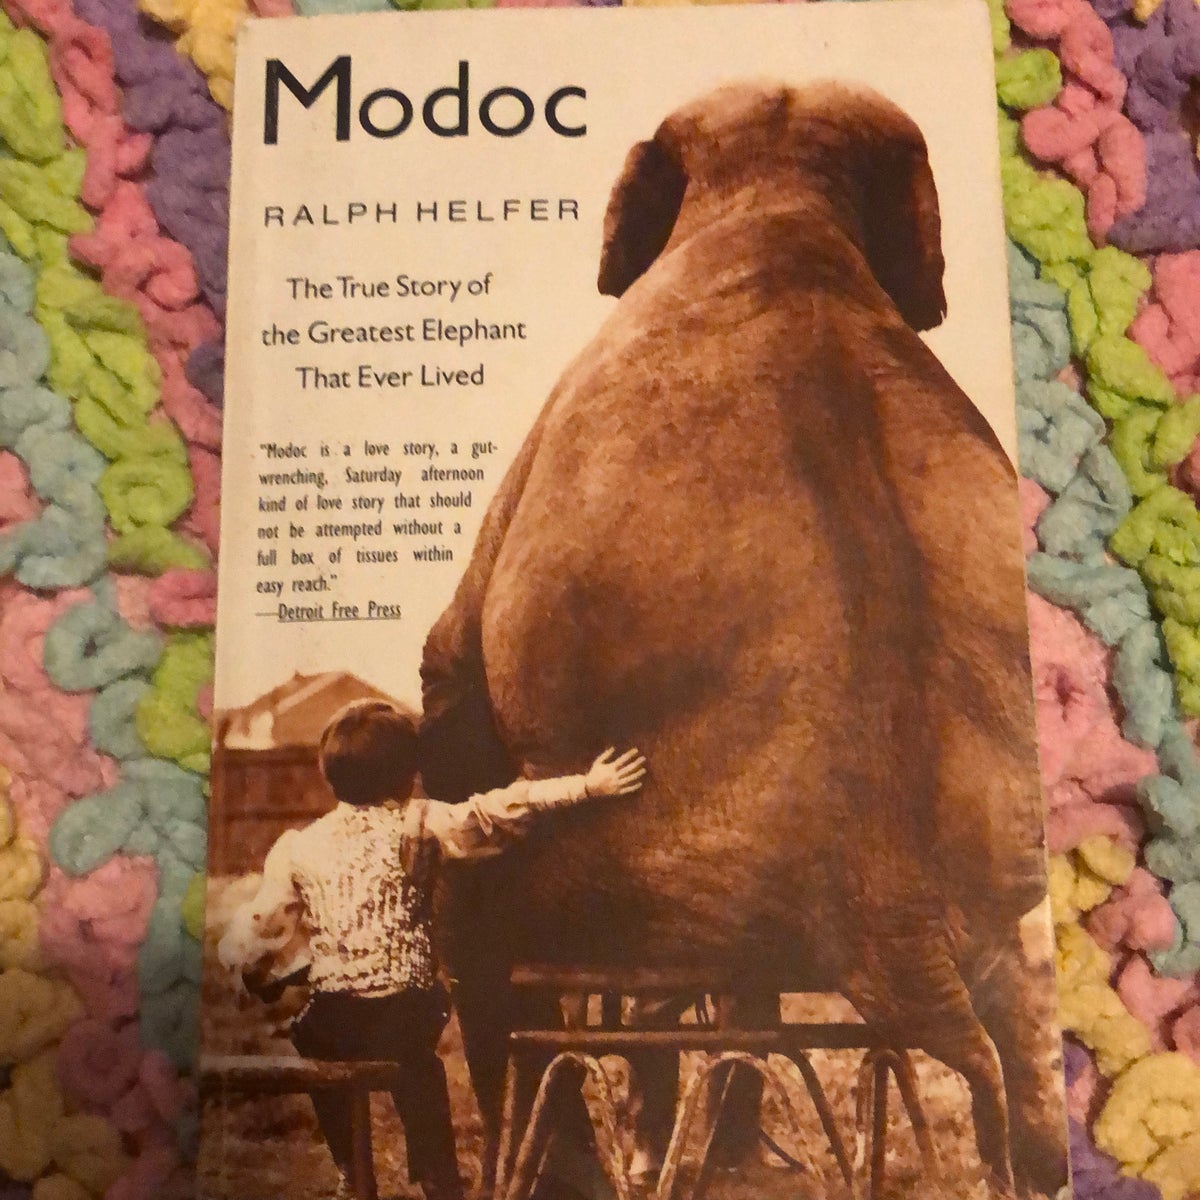 Modoc
RALPH HELFER
The True Story of
the Greatest Elephant
That Ever Lived
"Modoc is a love story, a gut-
wrenching, Saturday afternoon
kind of love story that should
not be attempted without a
full box of tissues within
easy reach."
—Detroit Free Press